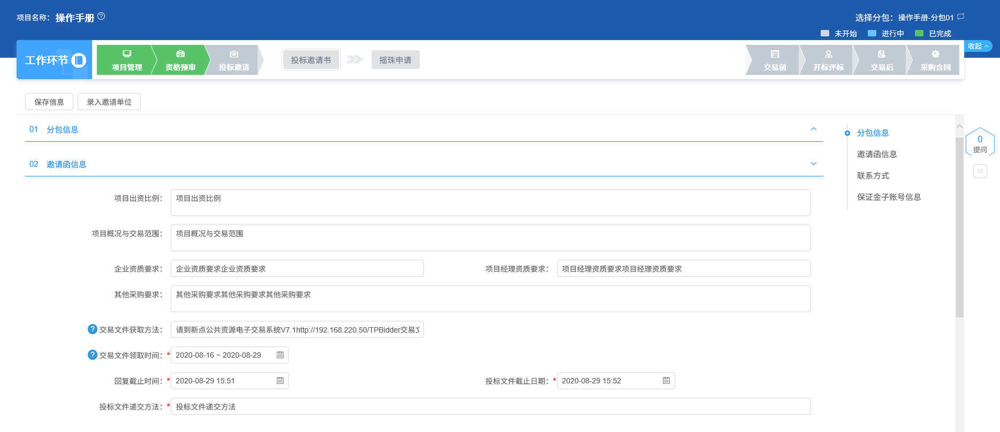 项目名称： 操作手册
选择分包： 操作手册-分包01
未开始 进行中 已完成
工作环节
项目管理
资格预审
投标邀请
投标邀请书
摇珠申请
交易前
开标评标
交易后
采购合同
收起
保存信息
录入邀请单位
01 分包信息
02 邀请函信息
项目出资比例： 项目出资比例
项目概况与交易范围： 项目概况与交易范围
企业资质要求： 企业资质要求企业资质要求
项目经理资质要求： 项目经理资质要求项目经理资质要求
其他采购要求： 其他采购要求其他采购要求其他采购要求
? 交易文件获取方法： 请到新点公共资源电子交易系统V7.1http://192.168.220.50/TPBidder交易
? 交易文件领取时间： * 2020-08-16 ~ 2020-08-29
回复截止时间： * 2020-08-29 15:51
投标文件截止日期： * 2020-08-29 15:52
投标文件递交方法： * 投标文件递交方法
分包信息
邀请函信息
联系方式
保证金子账号信息
0
提问